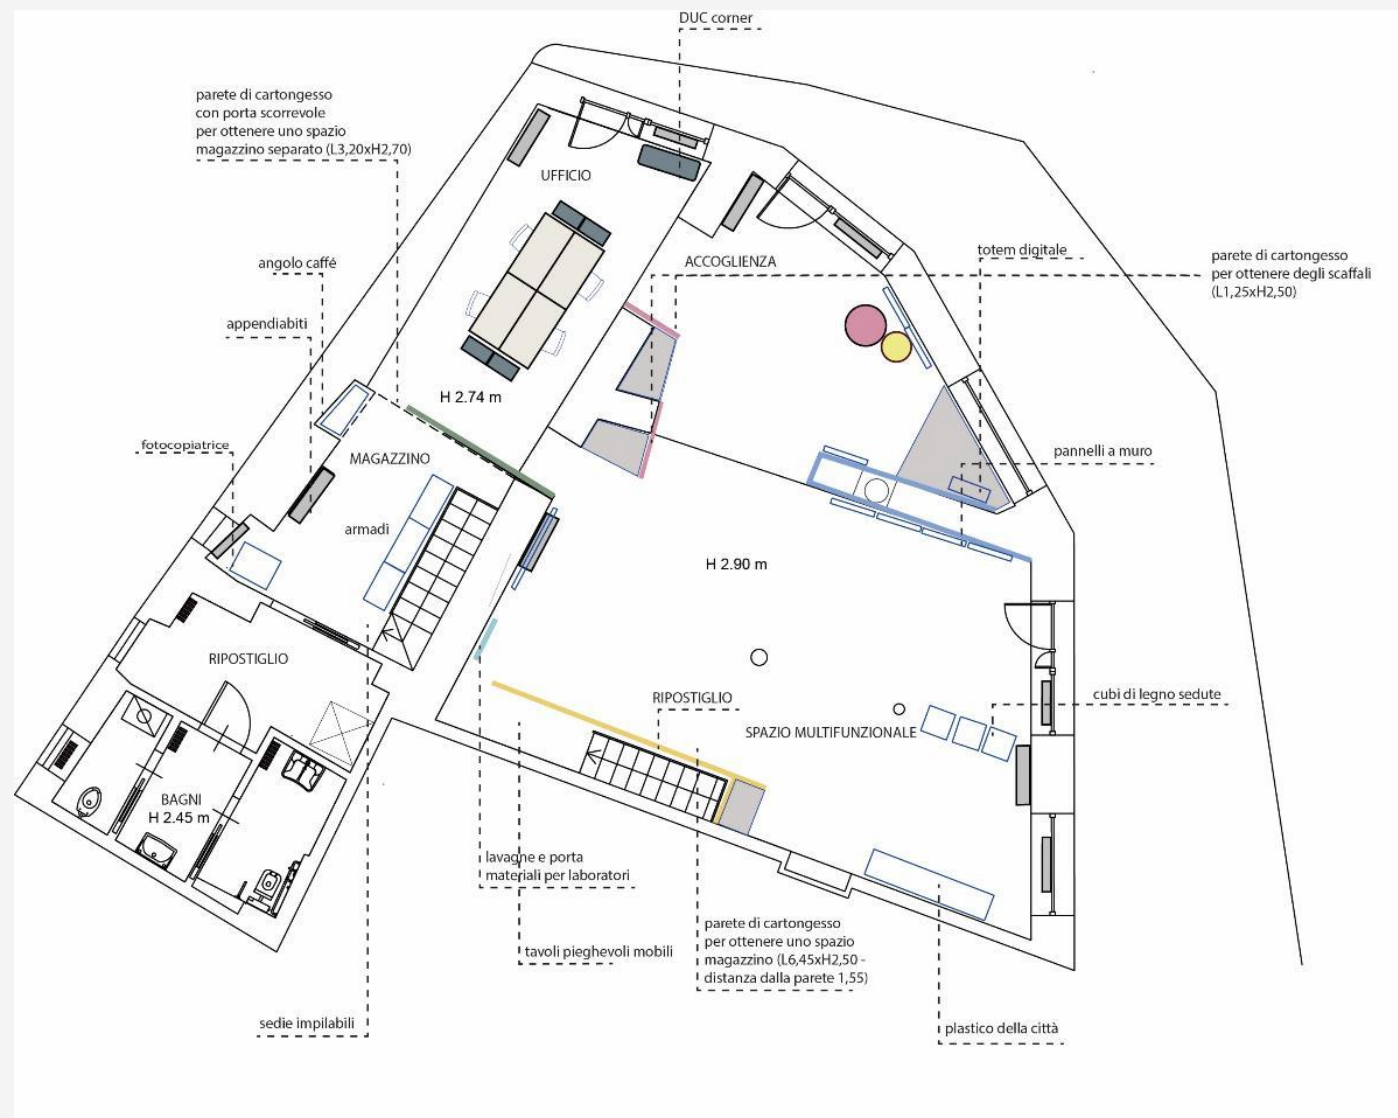 DUC corner
parete di cartongesso
con porta scorrevole
per ottenere uno spazio
magazzino separato (L3,20xH2,70)
UFFICIO
ACCOGLIENZA
totem digitale
parete di cartongesso
per ottenere degli scaffali
(L1,25xH2,50)
angolo caffé
appendiabiti
H 2.74 m
fotocopiatrice
MAGAZZINO
pannelli a muro
armadi
H 2.90 m
RIPOSTIGLIO
RIPOSTIGLIO
cubi di legno sedute
SPAZIO MULTIFUNZIONALE
BAGNI
H 2.45 m
lavagne e porta
materiali per laboratori
parete di cartongesso
per ottenere uno spazio
magazzino (L6,45xH2,50 -
distanza dalla parete 1,55)
tavoli pieghevoli mobili
sedie impilabili
plastico della città